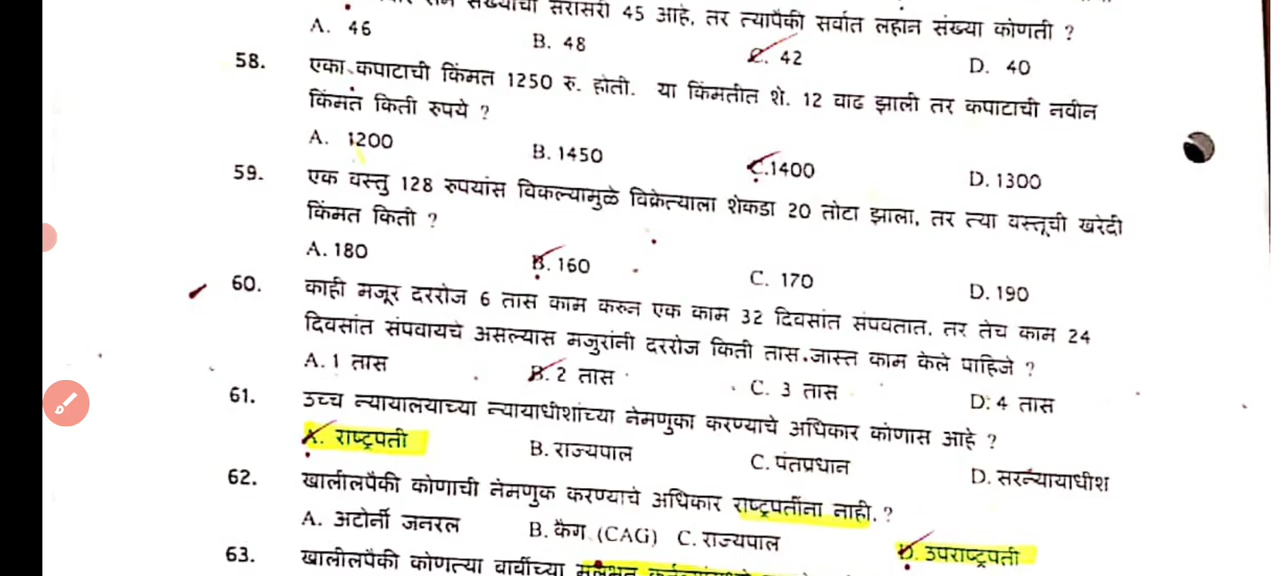 सरासरी 45 आहे, तर त्यापैकी सर्वात लहान संख्या कोणती ?
A. 46 B. 48 C. 42 D. 40
58. एका कपाटाची किंमत 1250 रु. होती. या किंमतीत शे. 12 वाढ झाली तर कपाटाची नवीन
किंमत किती रुपये ?
A. 1200 B. 1450 C. 1400 D. 1300
59. एक वस्तु 128 रुपयांस विकल्यामुळे विक्रेत्याला शेकडा 20 तोटा झाला, तर त्या वस्तूची खरेदी
किंमत किती ?
A. 180 B. 160 C. 170 D. 190
60. काही मजूर दररोज 6 तास काम करुन एक काम 32 दिवसांत संपवतात. तर तेच काम 24
दिवसांत संपवायचे असल्यास मजुरांनी दररोज किती तास जास्त काम केले पाहिजे ?
A. 1 तास B. 2 तास C. 3 तास D. 4 तास
61. उच्च न्यायालयाच्या न्यायाधीशांच्या नेमणुका करण्याचे अधिकार कोणास आहे ?
A. राष्ट्रपती B. राज्यपाल C. पंतप्रधान D. सरन्यायाधीश
62. खालीलपैकी कोणाची नेमणुक करण्याचे अधिकार राष्ट्रपतींना नाही. ?
A. अटोर्नी जनरल B. कॅग (CAG) C. राज्यपाल D. उपराष्ट्रपती
63. खालीलपैकी कोणत्या बाबींच्या